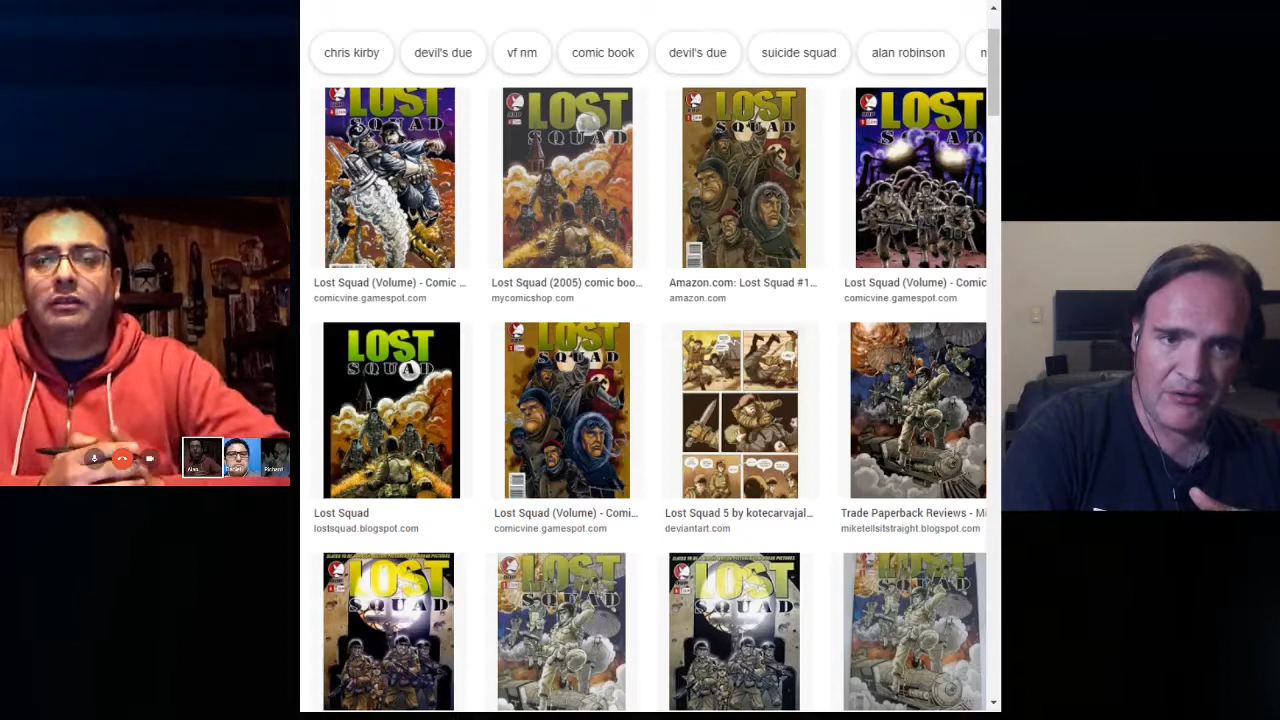 chris kirby
devil's due
vf nm
comic book
devil's due
suicide squad
alan robinson
LOST
SQUAD
LOST
SQUAD
LOST
SQUAD
LOST
SQUAD
Lost Squad (Volume) - Comic ...
Lost Squad (2005) comic boo...
Amazon.com: Lost Squad #1...
Lost Squad (Volume) - Comic
comicvine.gamespot.com
mycomicshop.com
amazon.com
comicvine.gamespot.com
LOST
SQUAD
LOST
SQUAD
Lost Squad
Lost Squad (Volume) - Comi...
Lost Squad 5 by kotecarvajal...
Trade Paperback Reviews - Mi
lostsquad.blogspot.com
comicvine.gamespot.com
deviantart.com
miketellsitstraight.blogspot.com
Alan
Daniel
Richard
LOST
SQUAD
LOST
SQUAD
LOST
SQUAD
LOST
SQUAD